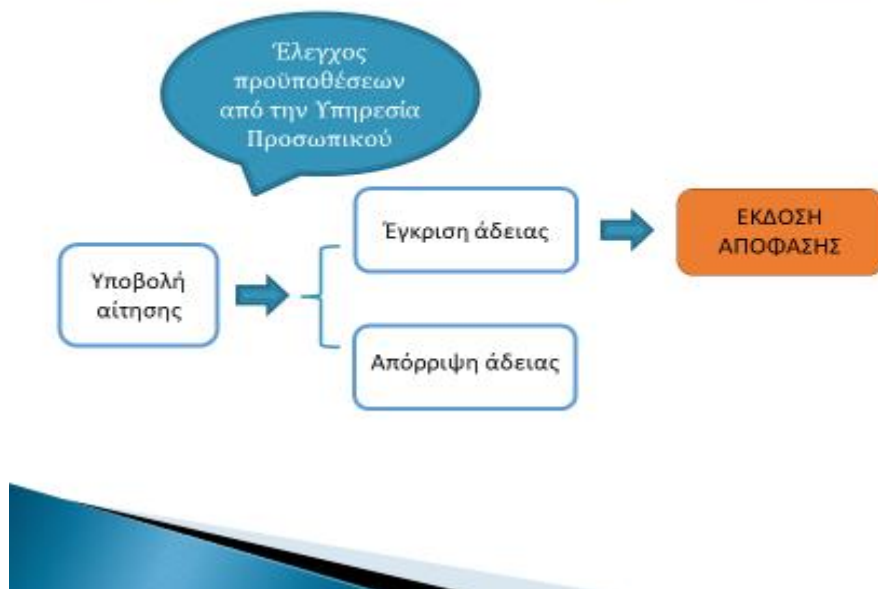 Έλεγχος
προϋποθέσεων
από την Υπηρεσία
Προσωπικού
Υποβολή
αίτησης
Έγκριση άδειας
ΕΚΔΟΣΗ
ΑΠΟΦΑΣΗΣ
Απόρριψη άδειας